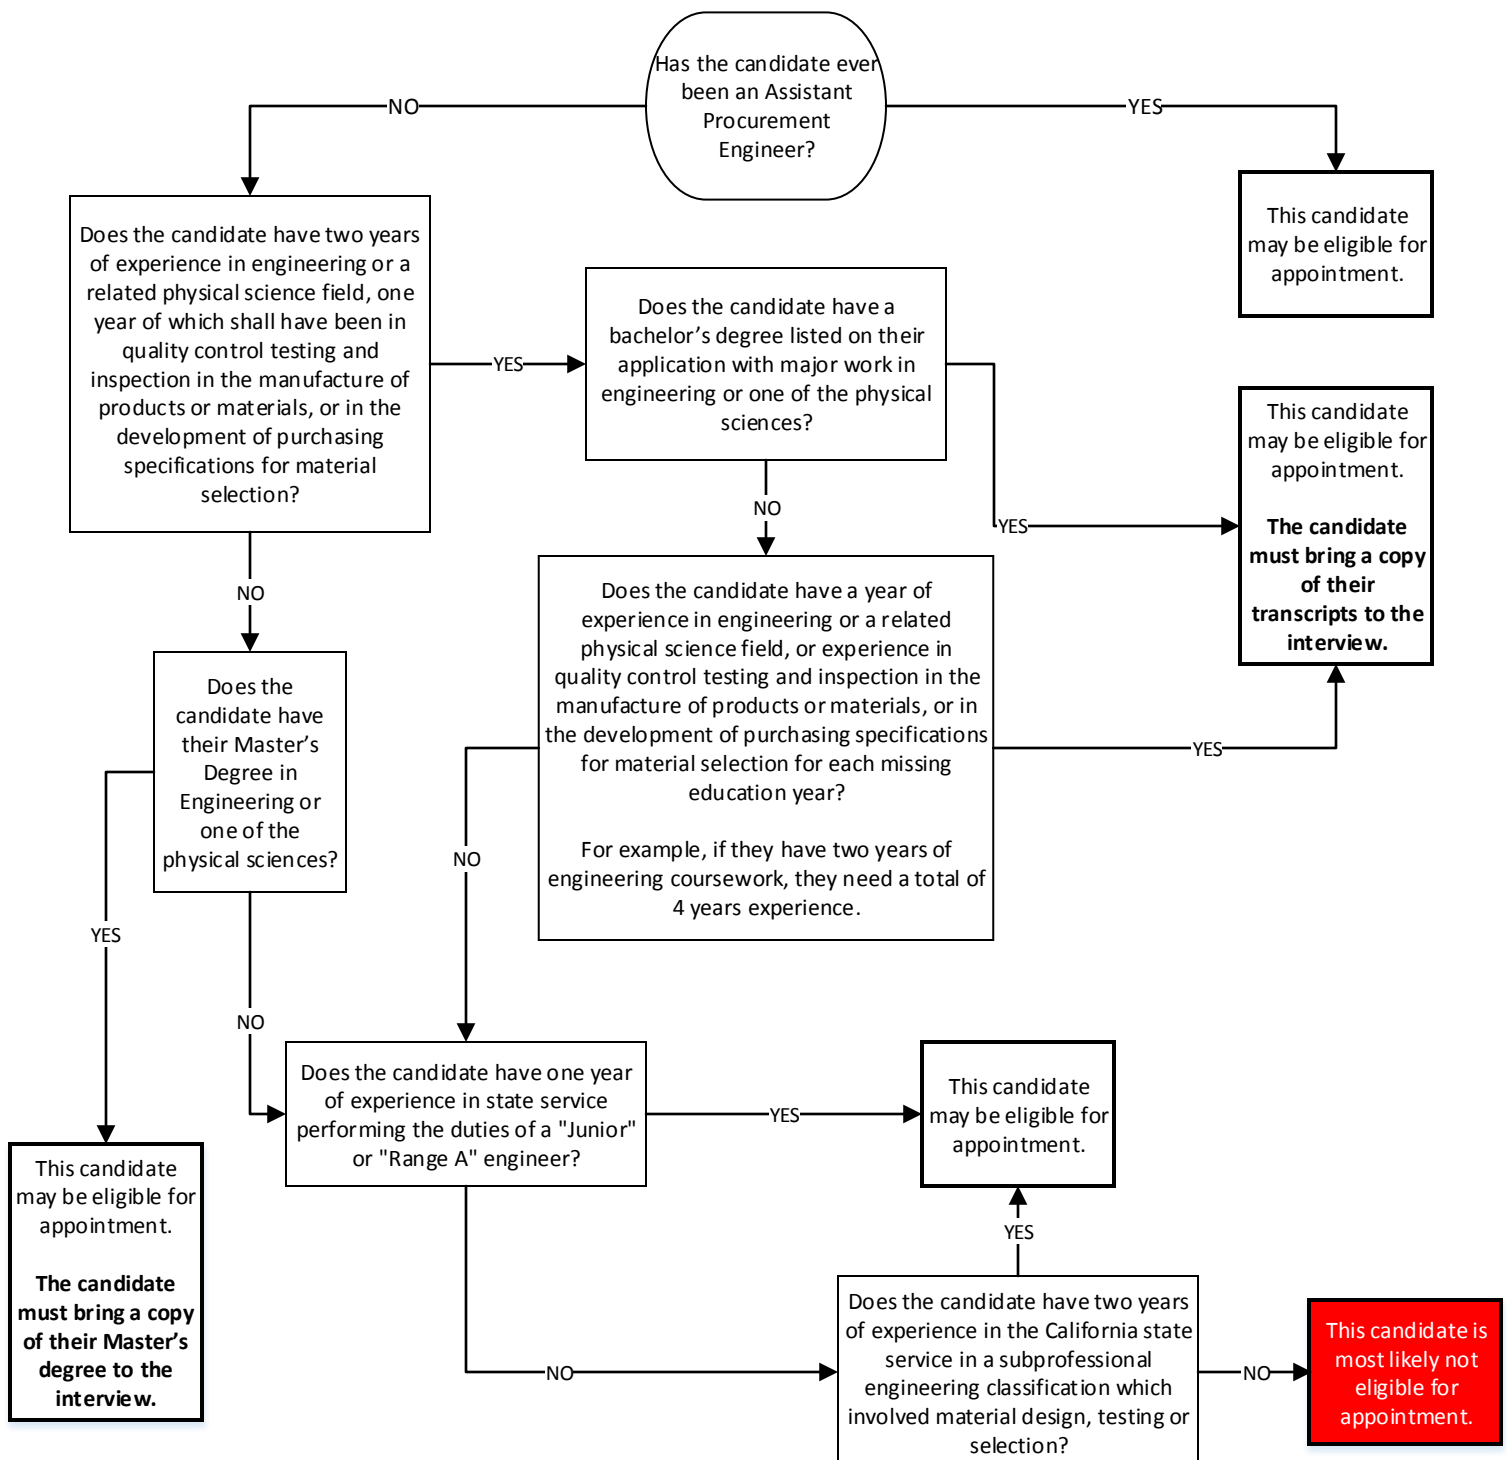 Has the candidate ever
been an Assistant
Procurement
Engineer?
NO
YES
This candidate
may be eligible for
appointment.
Does the candidate have two years
of experience in engineering or a
related physical science field, one
year of which shall have been in
quality control testing and
inspection in the manufacture of
products or materials, or in the
development of purchasing
specifications for material
selection?
YES
Does the candidate have a
bachelor’s degree listed on their
application with major work in
engineering or one of the physical
sciences?
NO
YES
This candidate
may be eligible for
appointment.
The candidate
must bring a copy
of their
transcripts to the
interview.
NO
Does the candidate have a year of
experience in engineering or a related
physical science field, or experience in
quality control testing and inspection in the
manufacture of products or materials, or in
the development of purchasing specifications
for material selection for each missing
education year?
For example, if they have two years of
engineering coursework, they need a total of
4 years experience.
YES
NO
Does the
candidate have
their Master’s
Degree in
Engineering or
one of the
physical sciences?
YES
NO
This candidate
may be eligible for
appointment.
The candidate
must bring a copy
of their Master’s
degree to the
interview.
Does the candidate have one year
of experience in state service
performing the duties of a "Junior"
or "Range A" engineer?
YES
This candidate
may be eligible for
appointment.
YES
NO
Does the candidate have two years
of experience in the California state
service in a subprofessional
engineering classification which
involved material design, testing or
selection?
NO
This candidate is
most likely not
eligible for
appointment.